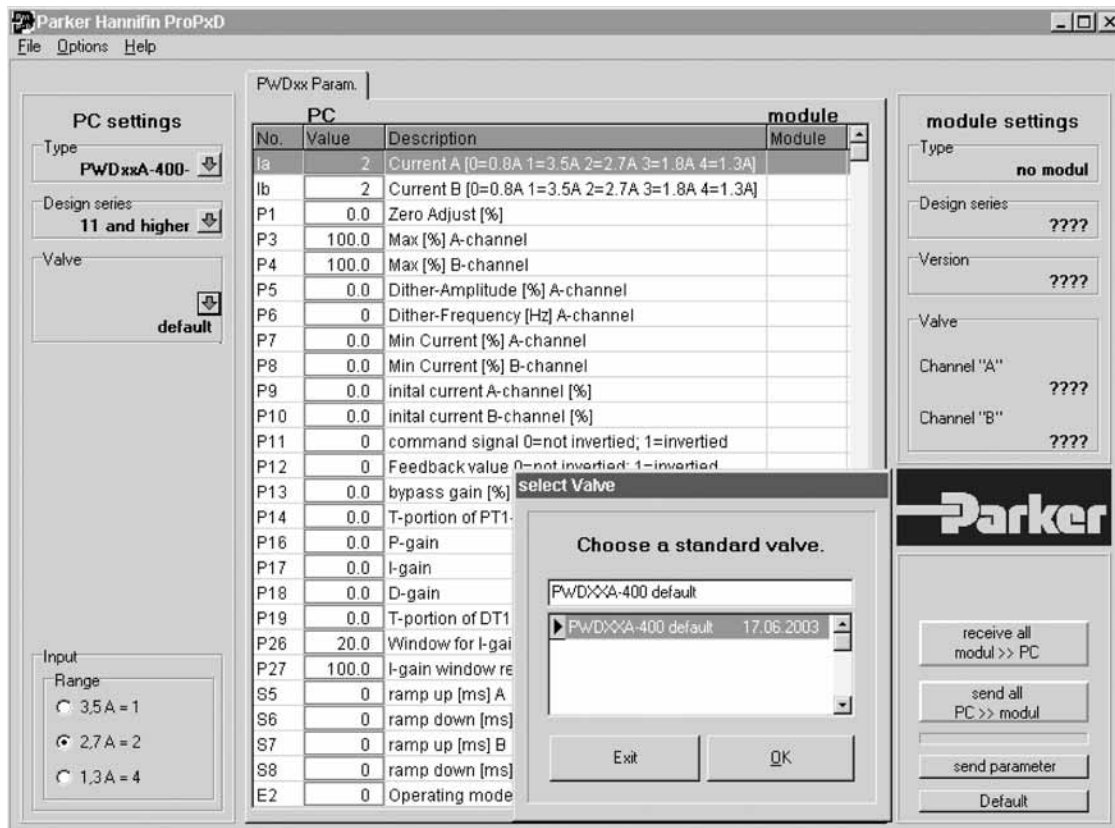 Parker Hannifin ProPxD
File Options Help
PC settings
Type
PWDxxA-400-
Design series
11 and higher
Valve
default
Input
Range
3,5 A = 1
2,7 A = 2
1,3 A = 4
PWDxx Param.
PC module
No. Value Description Module
Ia 2 Current A [0=0.8A 1=3.5A 2=2.7A 3=1.8A 4=1.3A]
Ib 2 Current B [0=0.8A 1=3.5A 2=2.7A 3=1.8A 4=1.3A]
P1 0.0 Zero Adjust [%]
P3 100.0 Max [%] A-channel
P4 100.0 Max [%] B-channel
P5 0.0 Dither-Amplitude [%] A-channel
P6 0 Dither-Frequency [Hz] A-channel
P7 0.0 Min Current [%] A-channel
P8 0.0 Min Current [%] B-channel
P9 0.0 inital current A-channel [%]
P10 0.0 inital current B-channel [%]
P11 0 command signal 0=not invertied; 1=invertied
P12 0 Feedback value 0=not invertied; 1=invertied
P13 0.0 bypass gain [%]
P14 0.0 T-portion of PT1-
P16 0.0 P-gain
P17 0.0 I-gain
P18 0.0 D-gain
P19 0.0 T-portion of DT1
P26 20.0 Window for I-gai
P27 100.0 I-gain window re
S5 0 ramp up [ms] A
S6 0 ramp down [ms]
S7 0 ramp up [ms] B
S8 0 ramp down [ms]
E2 0 Operating mode
select Valve
Choose a standard valve.
PWDXXA-400 default
PWDXXA-400 default 17.06.2003
Exit OK
module settings
Type
no modul
Design series
????
Version
????
Valve
Channel "A"
????
Channel "B"
????
Parker
receive all
modul >> PC
send all
PC >> modul
send parameter
Default